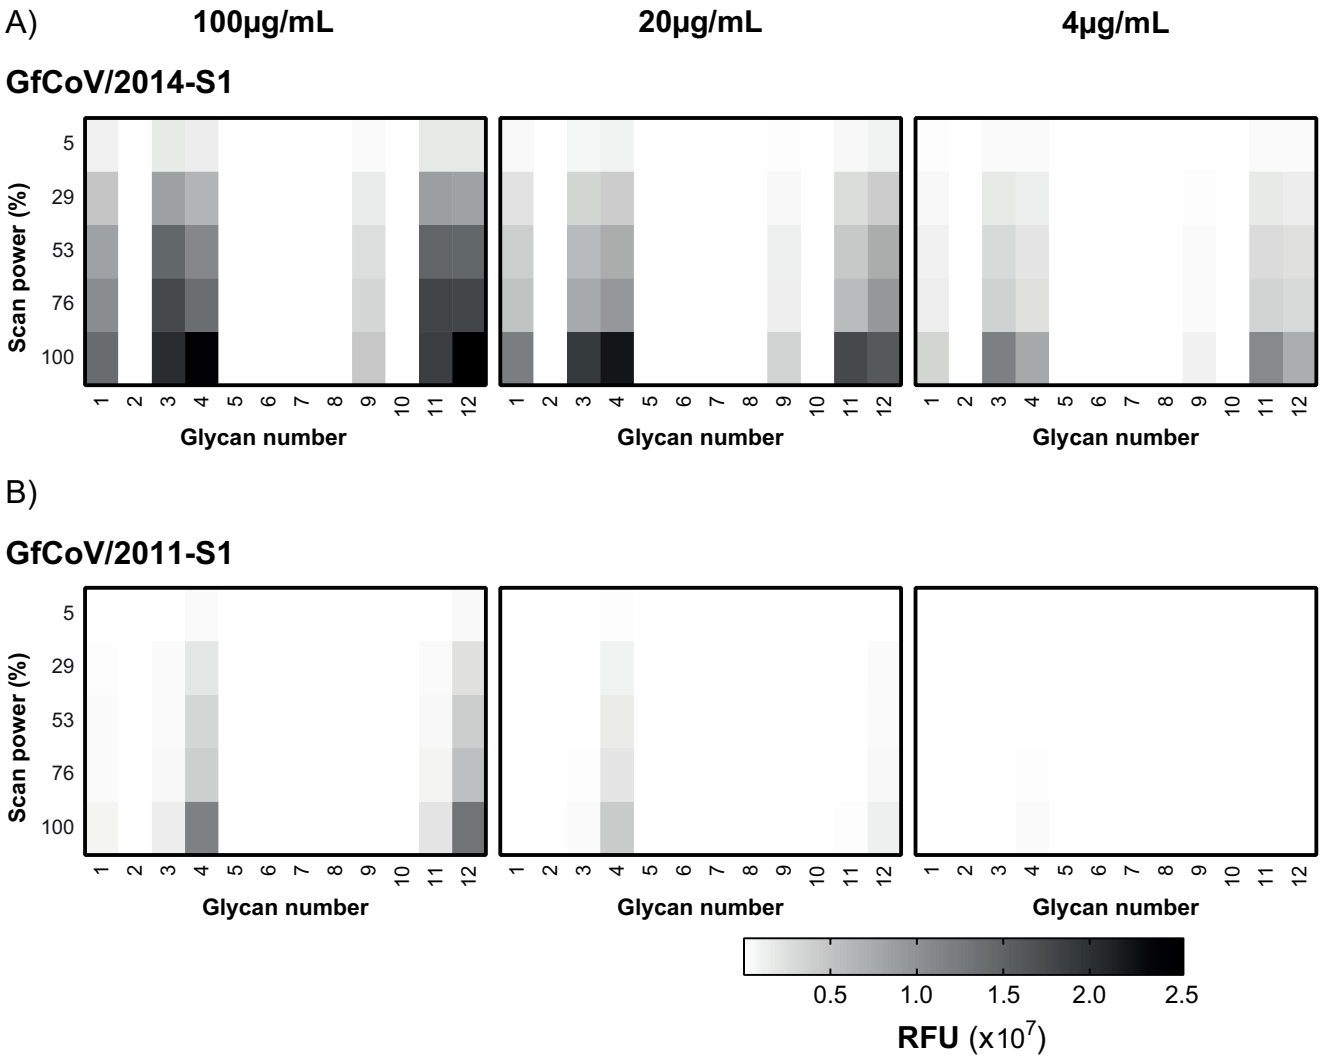 A)
100µg/mL 20µg/mL 4µg/mL
GfCoV/2014-S1
Scan power (%)
5
29
53
76
100
1 2 3 4 5 6 7 8 9 10 11 12
1 2 3 4 5 6 7 8 9 10 11 12
1 2 3 4 5 6 7 8 9 10 11 12
Glycan number Glycan number Glycan number
B)
GfCoV/2011-S1
Scan power (%)
5
29
53
76
100
1 2 3 4 5 6 7 8 9 10 11 12
1 2 3 4 5 6 7 8 9 10 11 12
1 2 3 4 5 6 7 8 9 10 11 12
Glycan number Glycan number Glycan number
0.5 1.0 1.5 2.0 2.5
RFU (x10⁷)